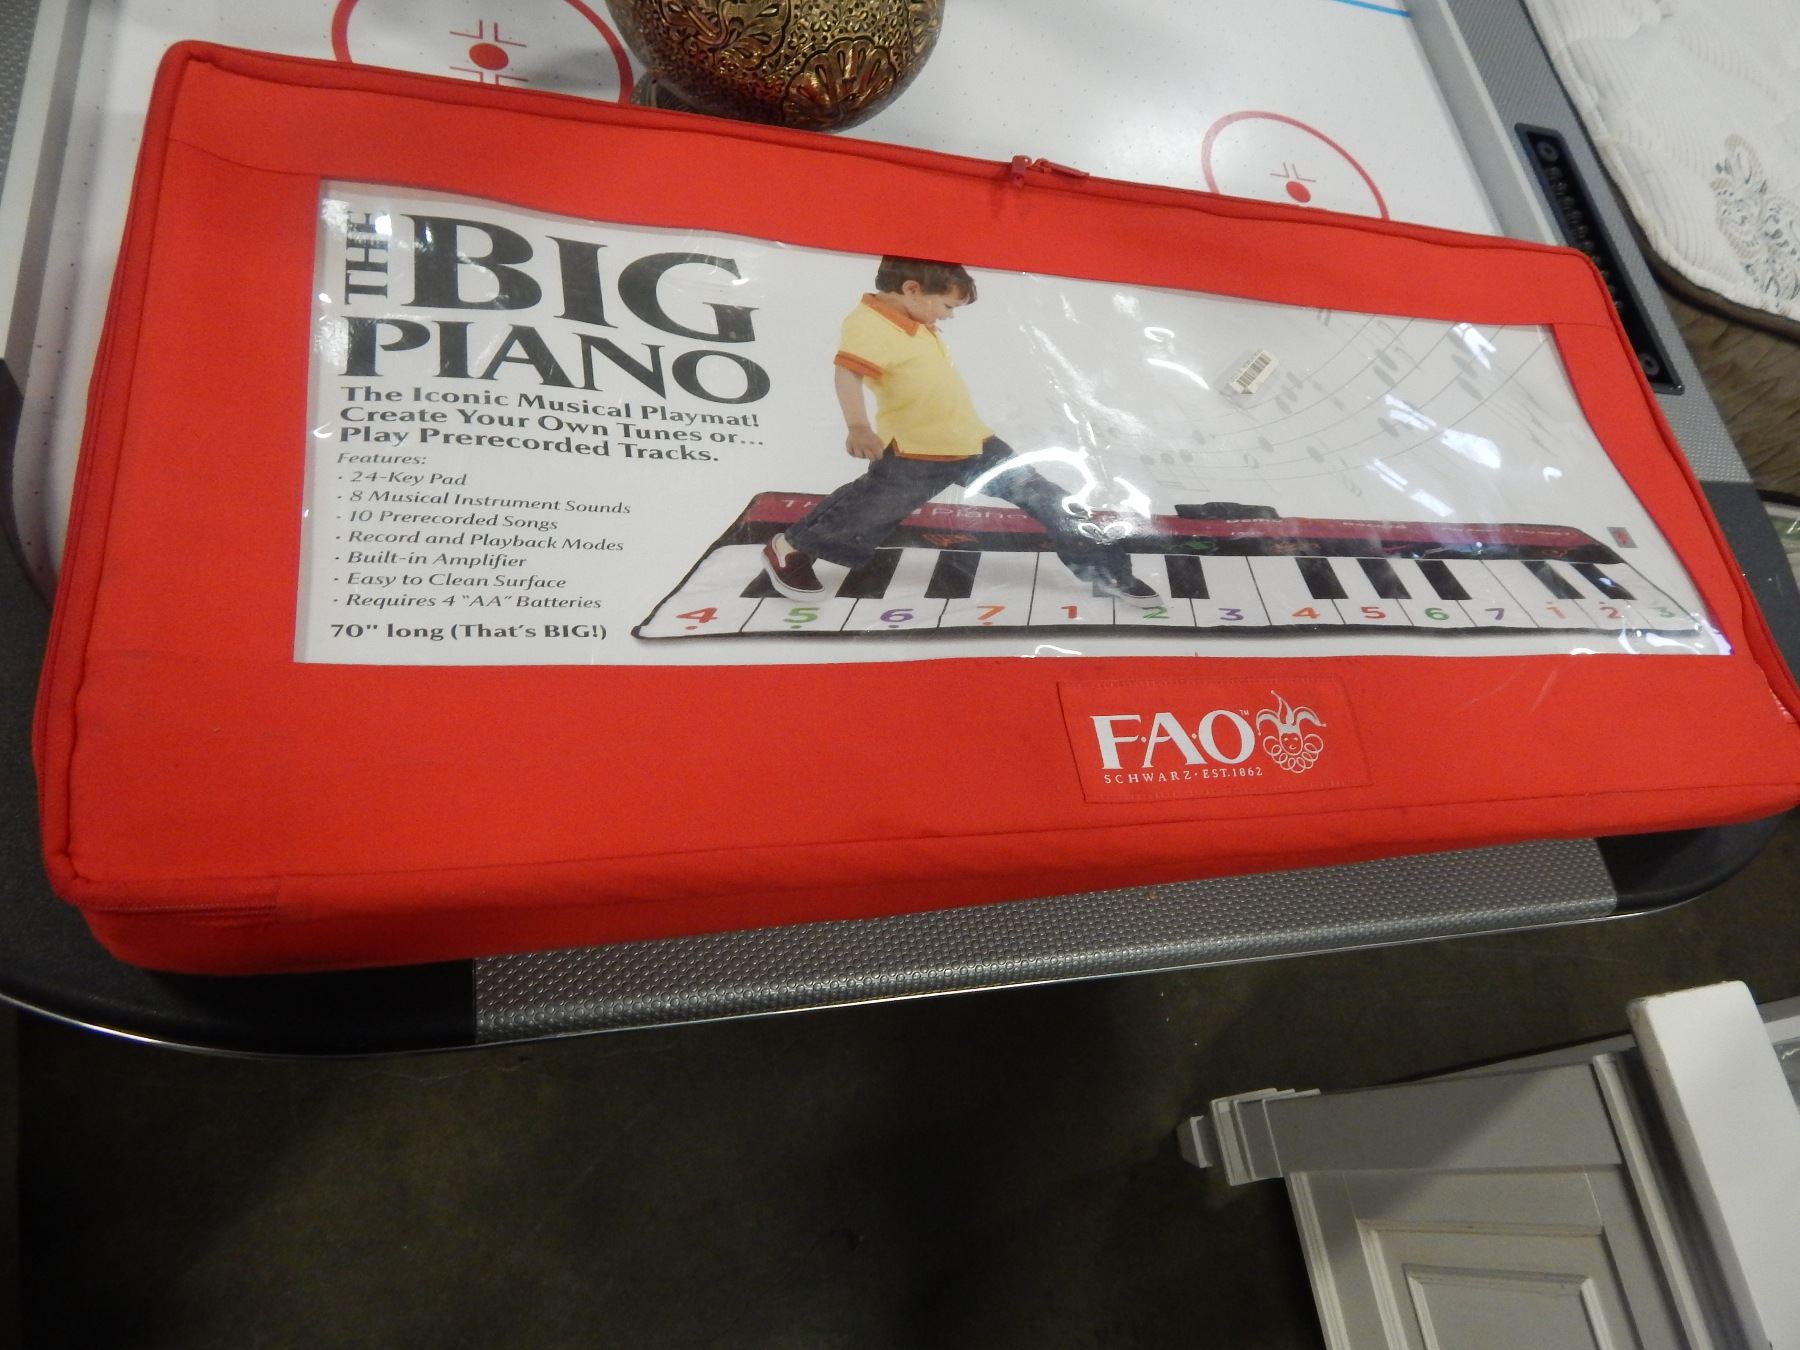 THE
BIG
PIANO
The Iconic Musical Playmat!
Create Your Own Tunes or...
Play Prerecorded Tracks.
Features:
· 24-Key Pad
· 8 Musical Instrument Sounds
· 10 Prerecorded Songs
· Record and Playback Modes
· Built-in Amplifier
· Easy to Clean Surface
· Requires 4 "AA" Batteries
70" long (That's BIG!)
Piano
4 5 6 7 1 2 3 4 5 6 7 1 2 3
F·A·O™
SCHWARZ · EST.1862